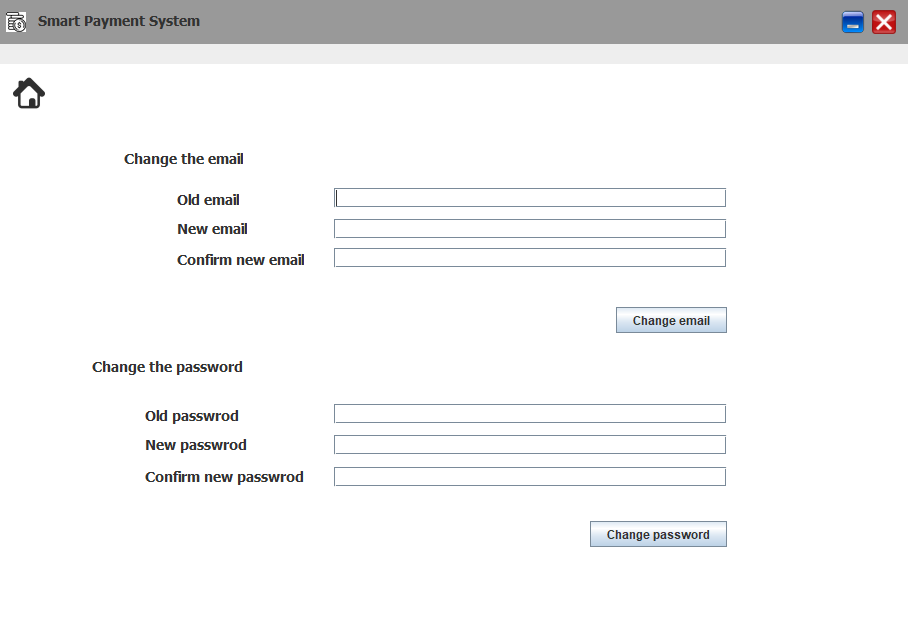 Smart Payment System
Change the email
Old email
New email
Confirm new email
Change email
Change the password
Old passwrod
New passwrod
Confirm new passwrod
Change password